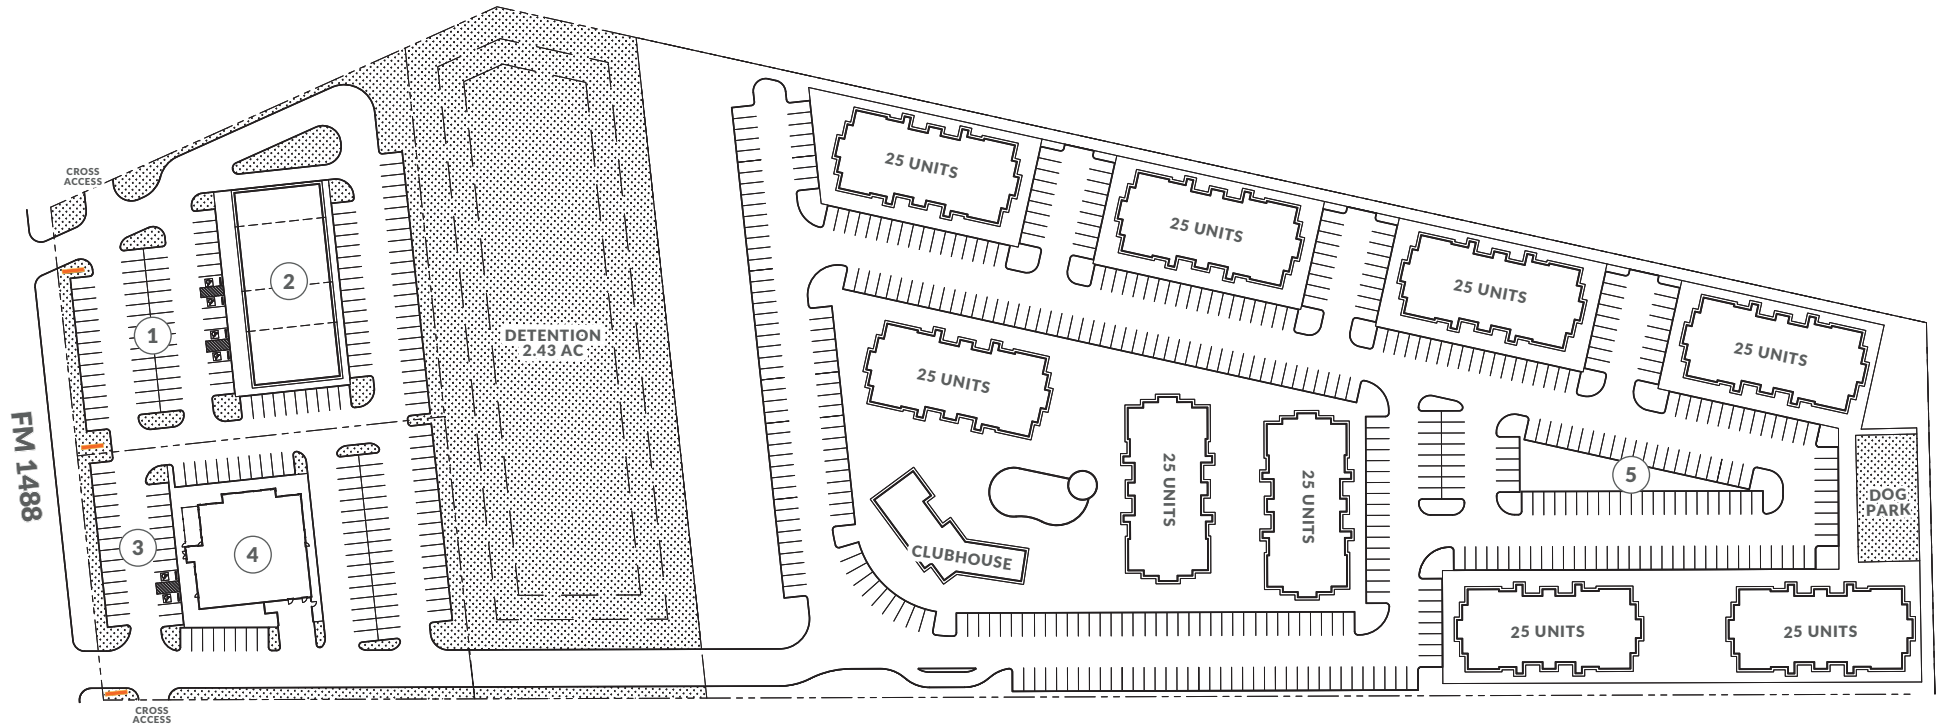 CROSS
ACCESS
FM 1488
1
2
3
4
CROSS
ACCESS
DETENTION
2.43 AC
25 UNITS
25 UNITS
25 UNITS
25 UNITS
25 UNITS
25 UNITS
25 UNITS
CLUBHOUSE
5
DOG
PARK
25 UNITS
25 UNITS